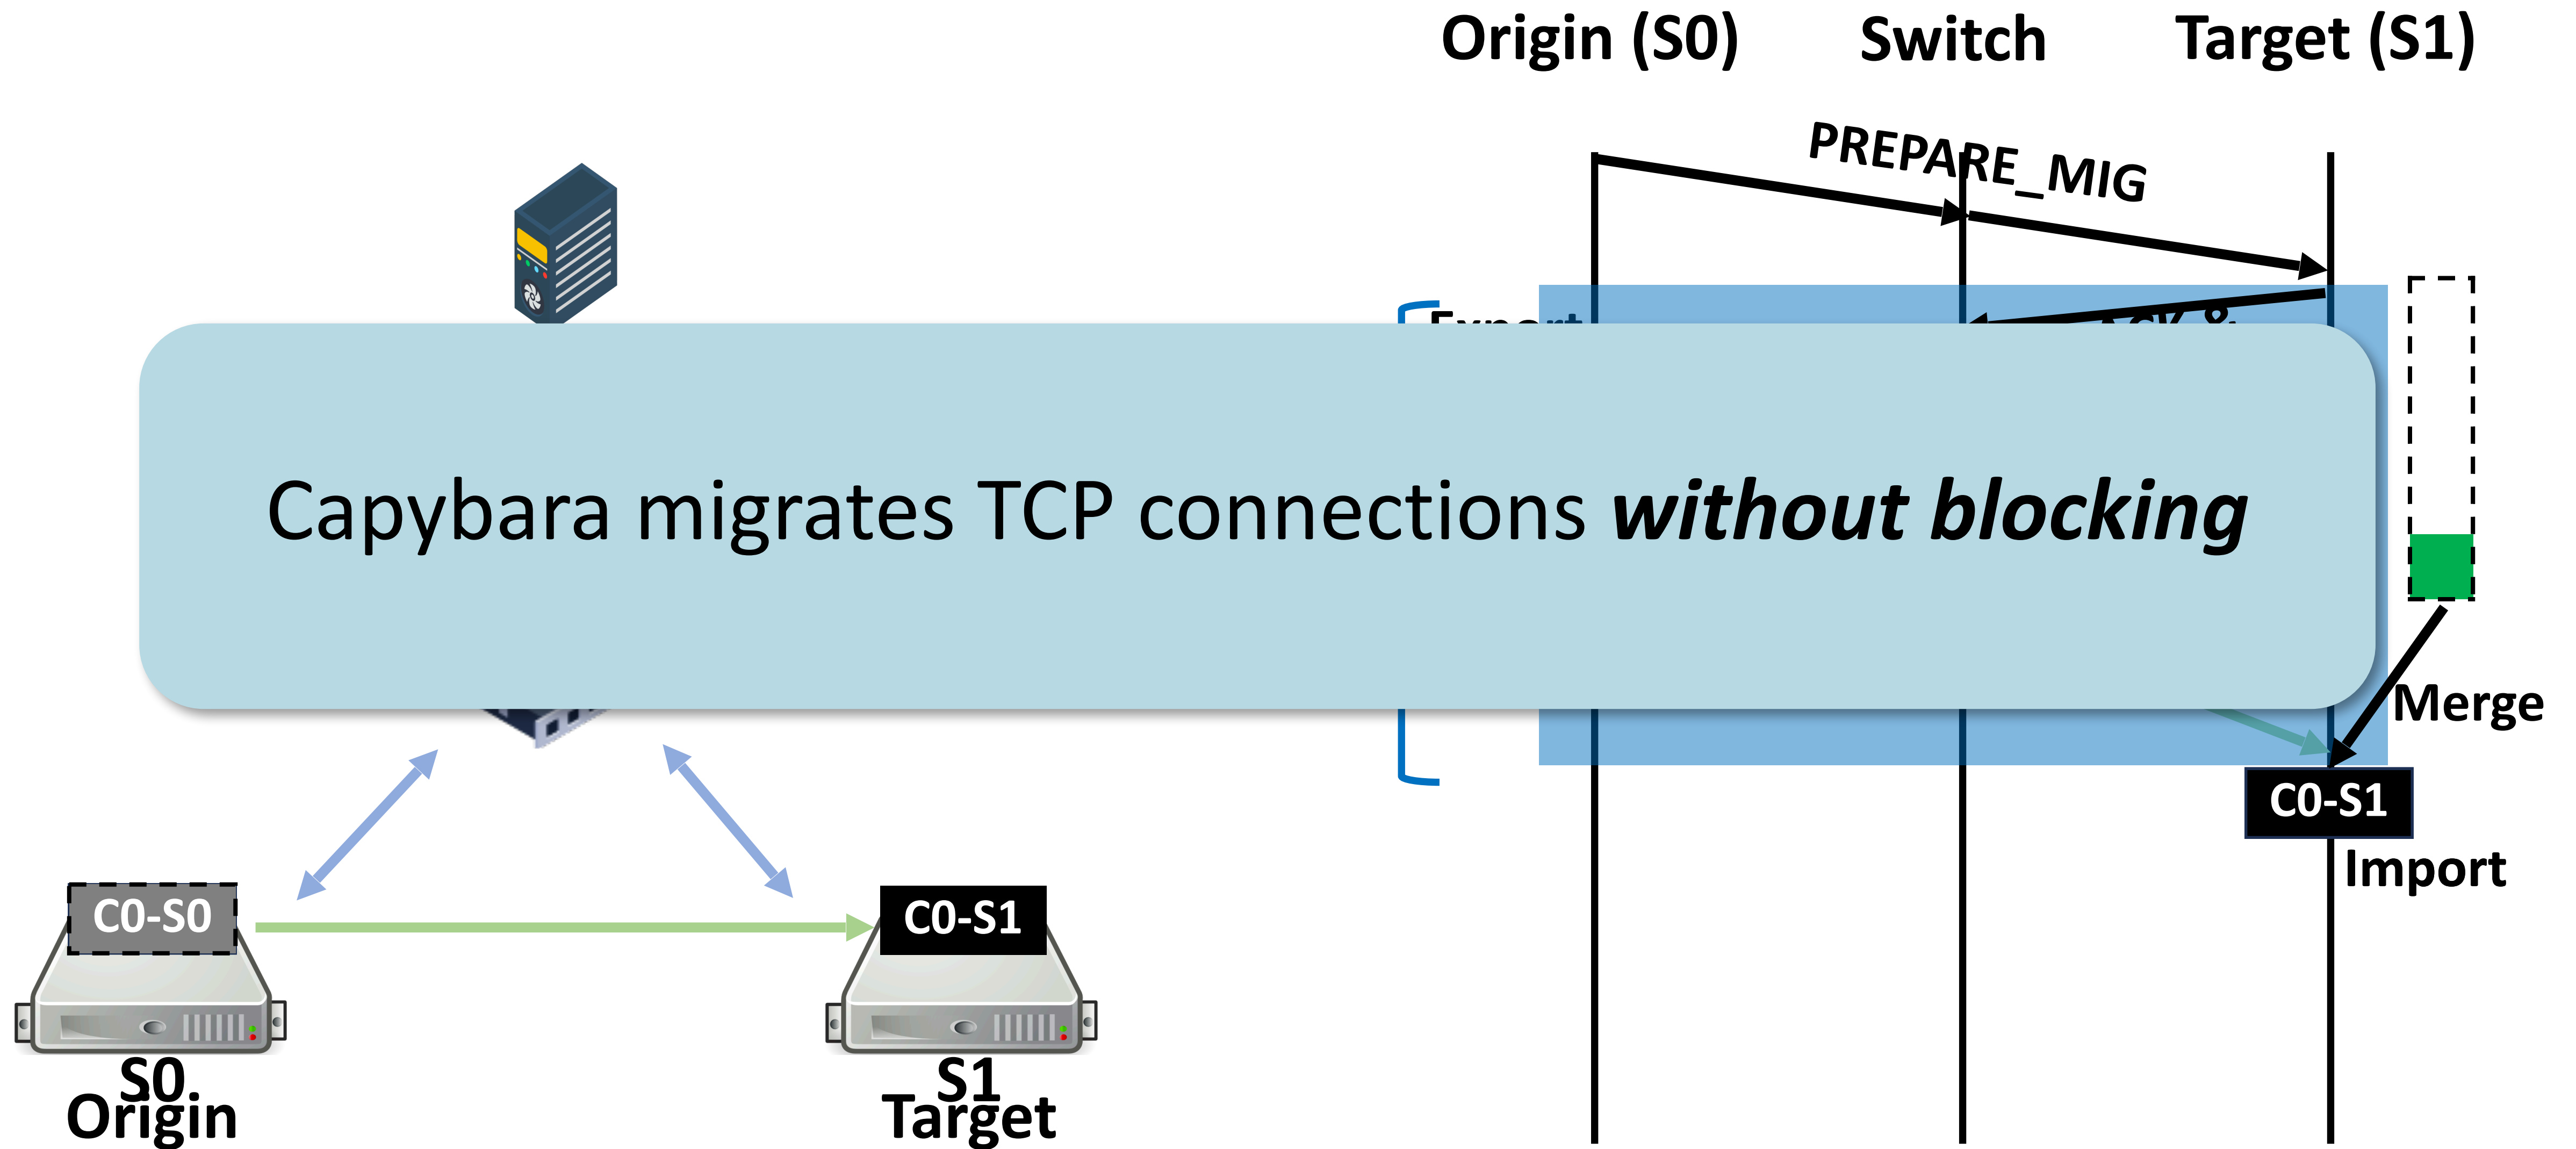 Origin (S0) Switch Target (S1)
PREPARE_MIG
Capybara migrates TCP connections without blocking
Merge
C0-S1
Import
C0-S0
C0-S1
S0
Origin
S1
Target